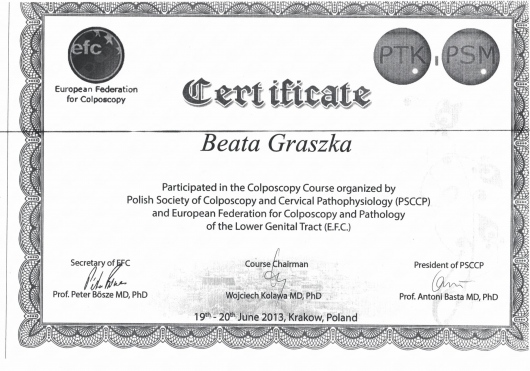 efc
European Federation
for Colposcopy
PTK - PSM
Certificate
Beata Graszka
Participated in the Colposcopy Course organized by
Polish Society of Colposcopy and Cervical Pathophysiology (PSCCP)
and European Federation for Colposcopy and Pathology
of the Lower Genital Tract (E.F.C.)
Secretary of EFC
Prof. Peter Bösze MD, PhD
Course Chairman
Wojciech Kolawa MD, PhD
President of PSCCP
Prof. Antoni Basta MD, PhD
19th - 20th June 2013, Krakow, Poland